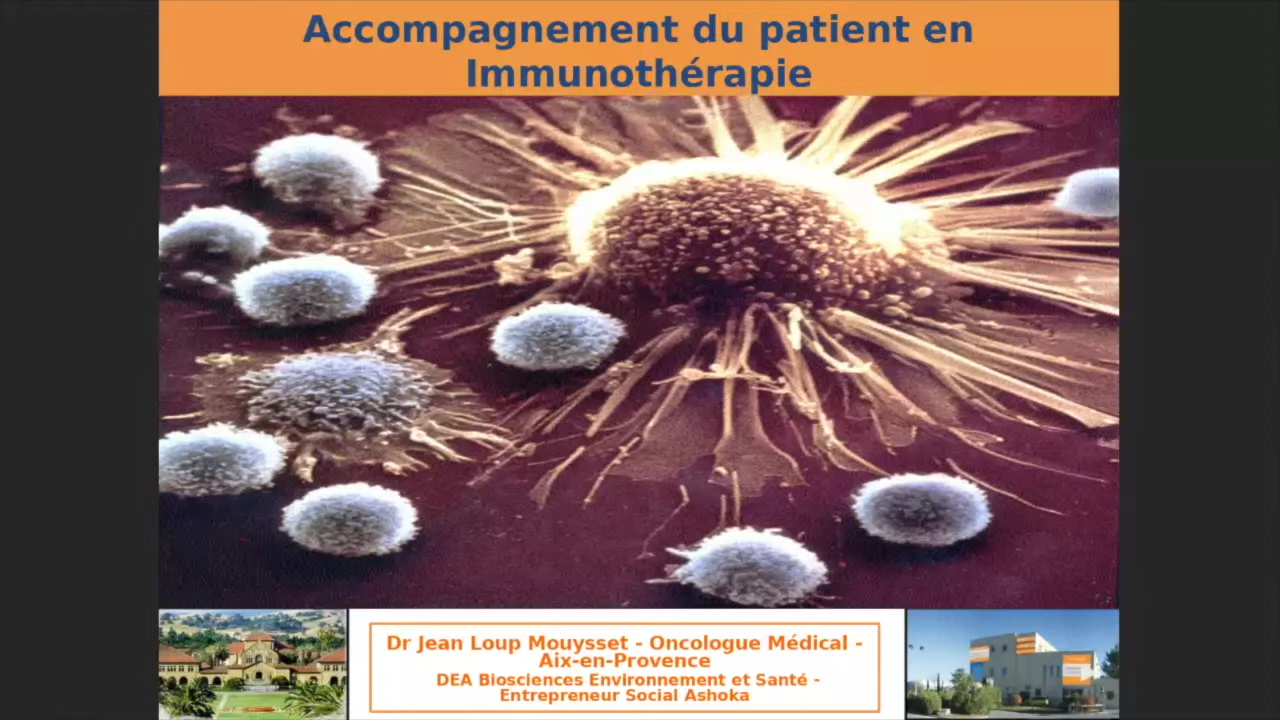 Accompagnement du patient en
Immunothérapie
Dr Jean Loup Mouysset - Oncologue Médical -
Aix-en-Provence
DEA Biosciences Environnement et Santé -
Entrepreneur Social Ashoka